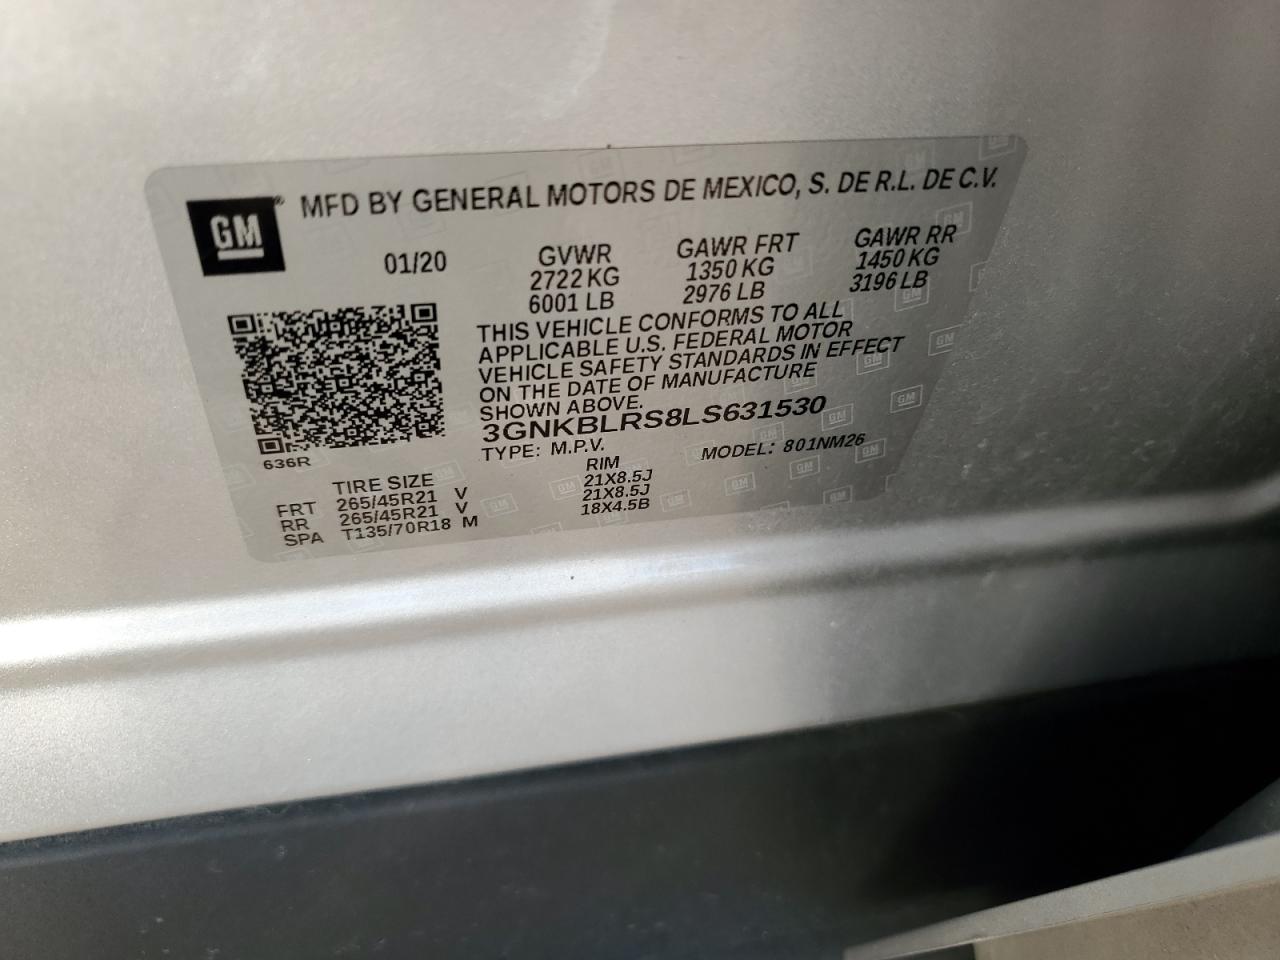 GM® MFD BY GENERAL MOTORS DE MEXICO, S. DE R.L. DE C.V.
01/20 GVWR GAWR FRT GAWR RR
2722 KG 1350 KG 1450 KG
6001 LB 2976 LB 3196 LB
THIS VEHICLE CONFORMS TO ALL
APPLICABLE U.S. FEDERAL MOTOR
VEHICLE SAFETY STANDARDS IN EFFECT
ON THE DATE OF MANUFACTURE
SHOWN ABOVE.
3GNKBLRS8LS631530
636R TYPE: M.P.V. MODEL: 801NM26
TIRE SIZE RIM
FRT 265/45R21 V 21X8.5J
RR 265/45R21 V 21X8.5J
SPA T135/70R18 M 18X4.5B